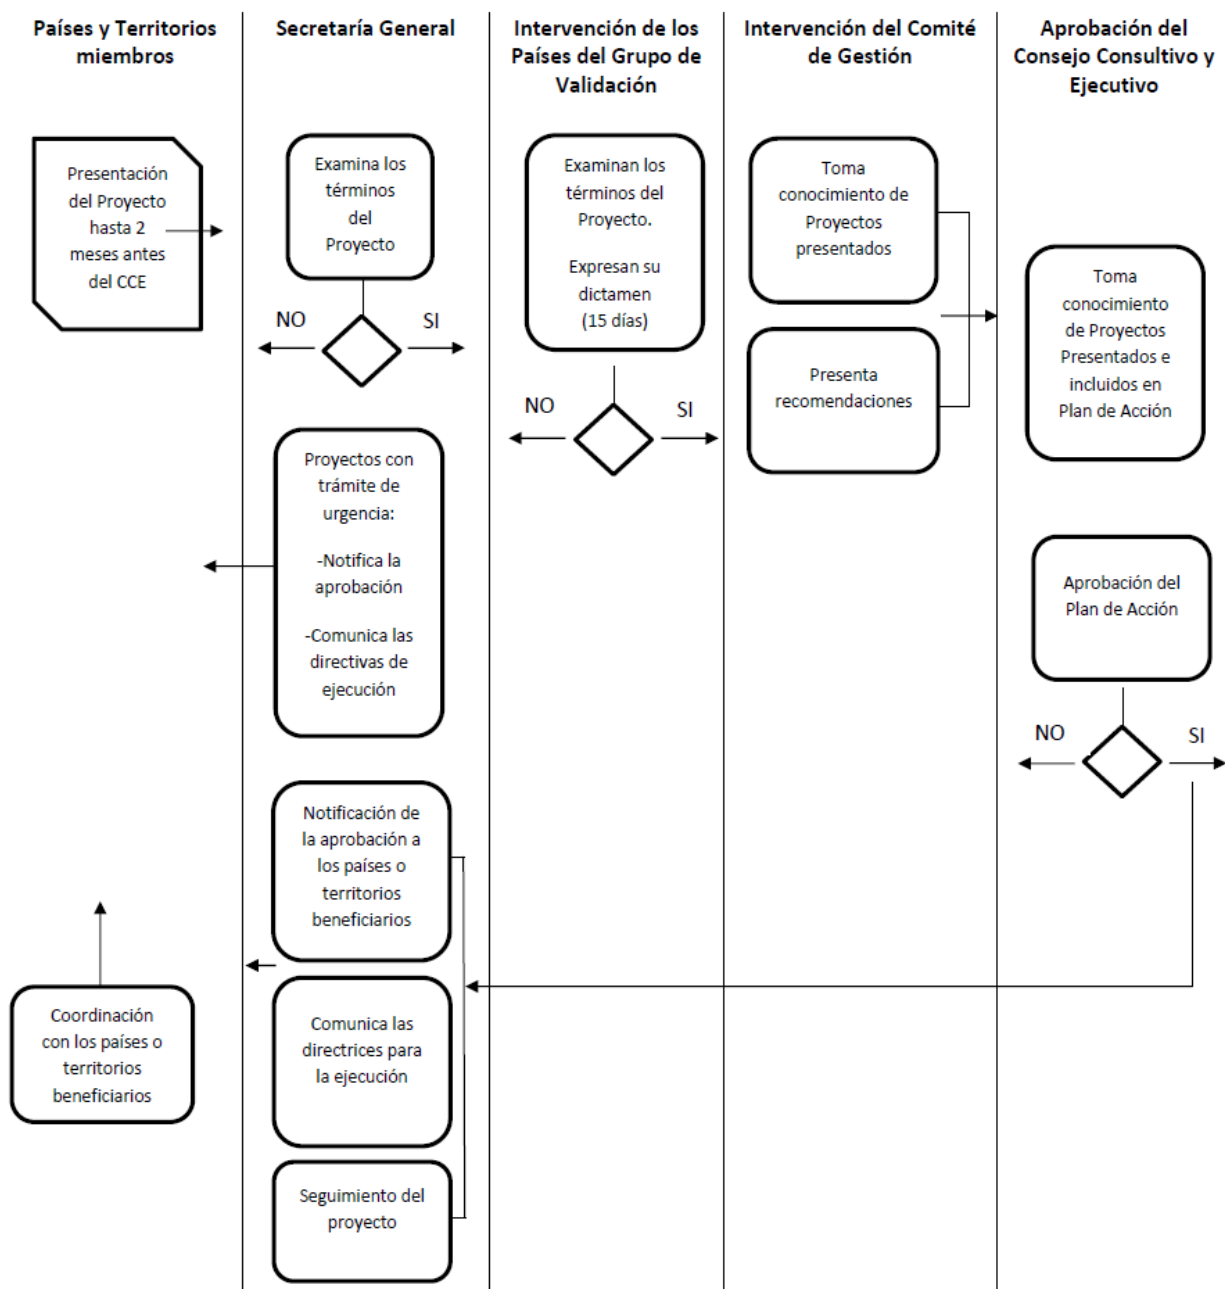 Países y Territorios
miembros
Secretaría General
Intervención de los
Países del Grupo de
Validación
Intervención del Comité
de Gestión
Aprobación del
Consejo Consultivo y
Ejecutivo
Presentación
del Proyecto
hasta 2
meses antes
del CCE
Examina los
términos
del
Proyecto
NO
SI
Examinan los
términos del
Proyecto.
Expresan su
dictamen
(15 días)
NO
SI
Toma
conocimiento de
Proyectos
presentados
Presenta
recomendaciones
Toma
conocimiento
de Proyectos
Presentados e
incluidos en
Plan de Acción
Proyectos con
trámite de
urgencia:
-Notifica la
aprobación
-Comunica las
directivas de
ejecución
Aprobación del
Plan de Acción
NO
SI
Notificación de
la aprobación a
los países o
territorios
beneficiarios
Coordinación
con los países o
territorios
beneficiarios
Comunica las
directrices para
la ejecución
Seguimiento del
proyecto